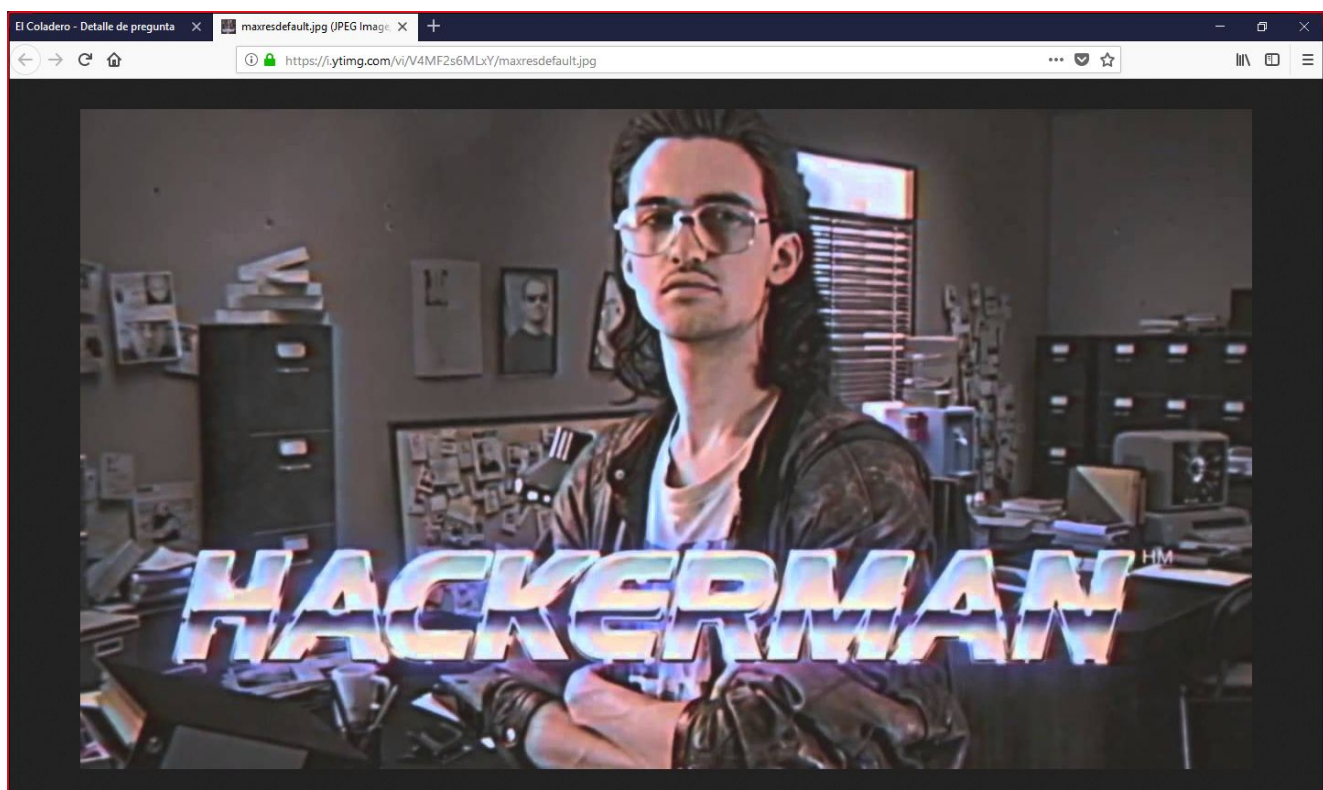 El Coladero - Detalle de pregunta
maxresdefault.jpg (JPEG Image,
https://i.ytimg.com/vi/V4MF2s6MLxY/maxresdefault.jpg
HACKERMAN
HM